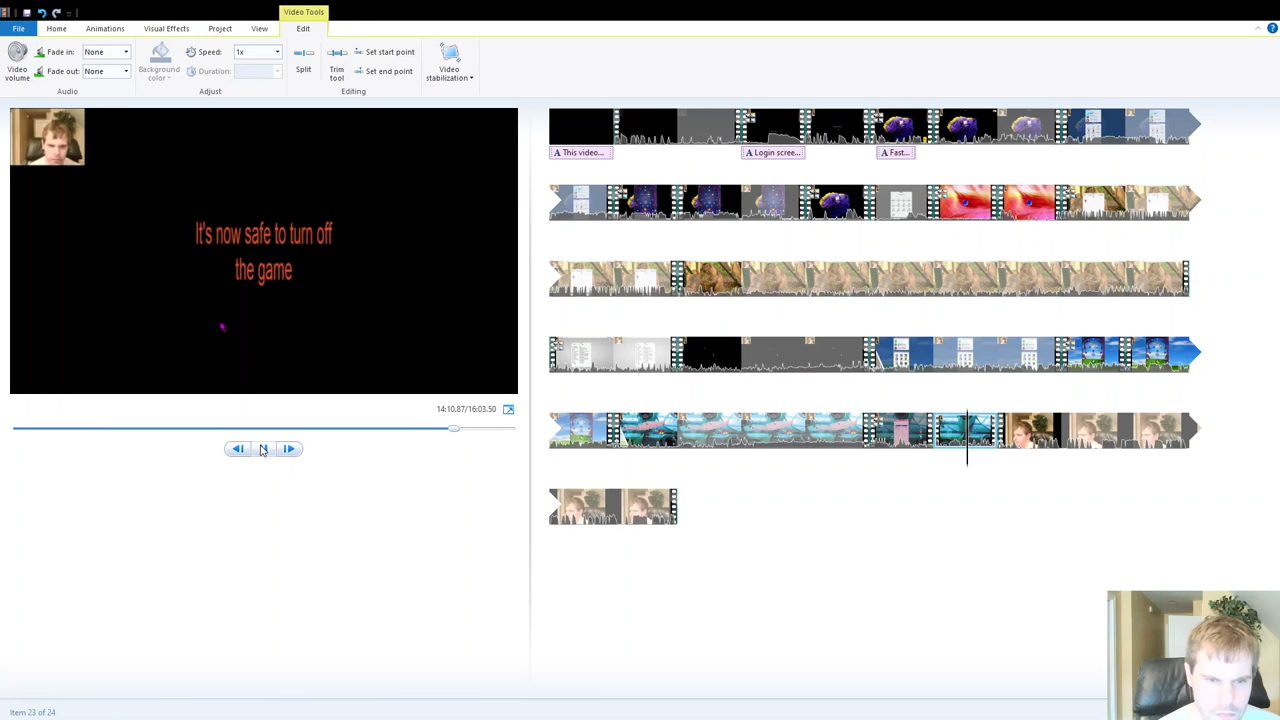 Video Tools
File Home Animations Visual Effects Project View Edit
Fade in: None Speed: 1x Set start point
Video volume Fade out: None Background color Duration: Split Trim tool Set end point Video stabilization
Audio Adjust Editing
It's now safe to turn off
the game
14:10.87/16:03.50
A This video...
A Login scree...
A Fast...
Item 23 of 24